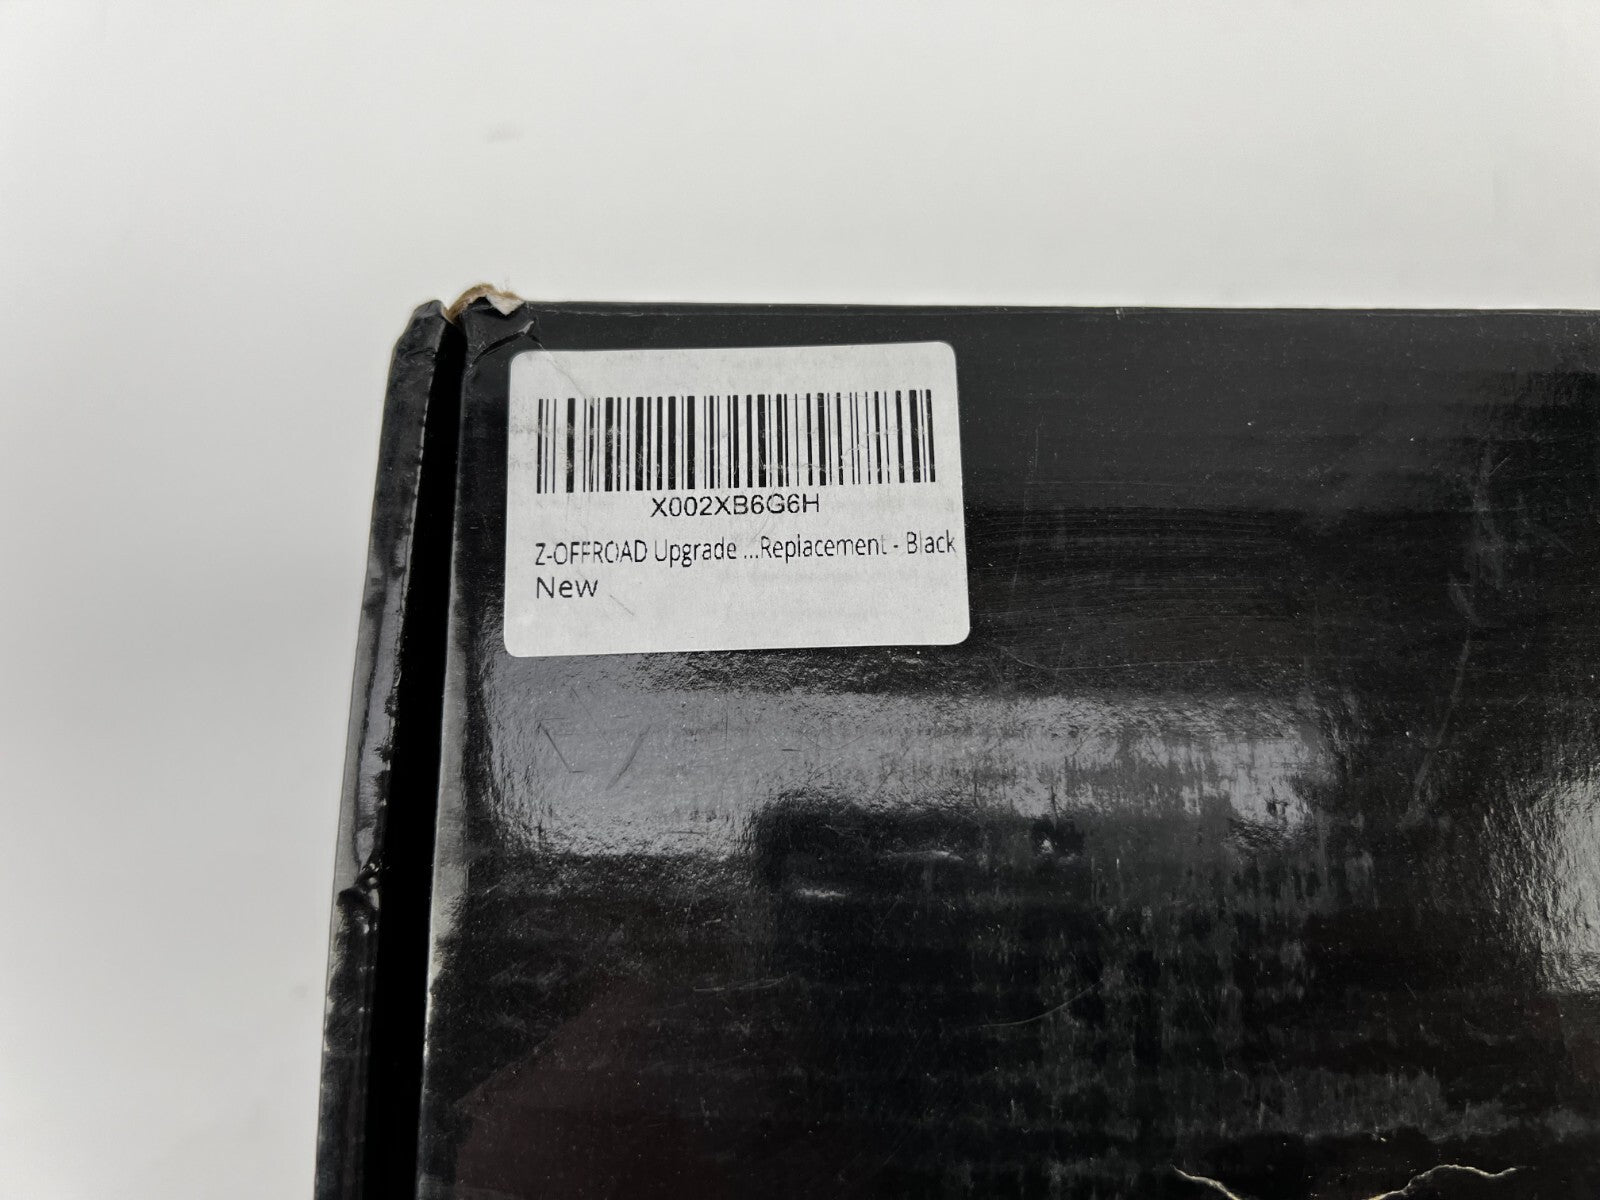 X002XB6G6H
Z-OFFROAD Upgrade ...Replacement - Black
New